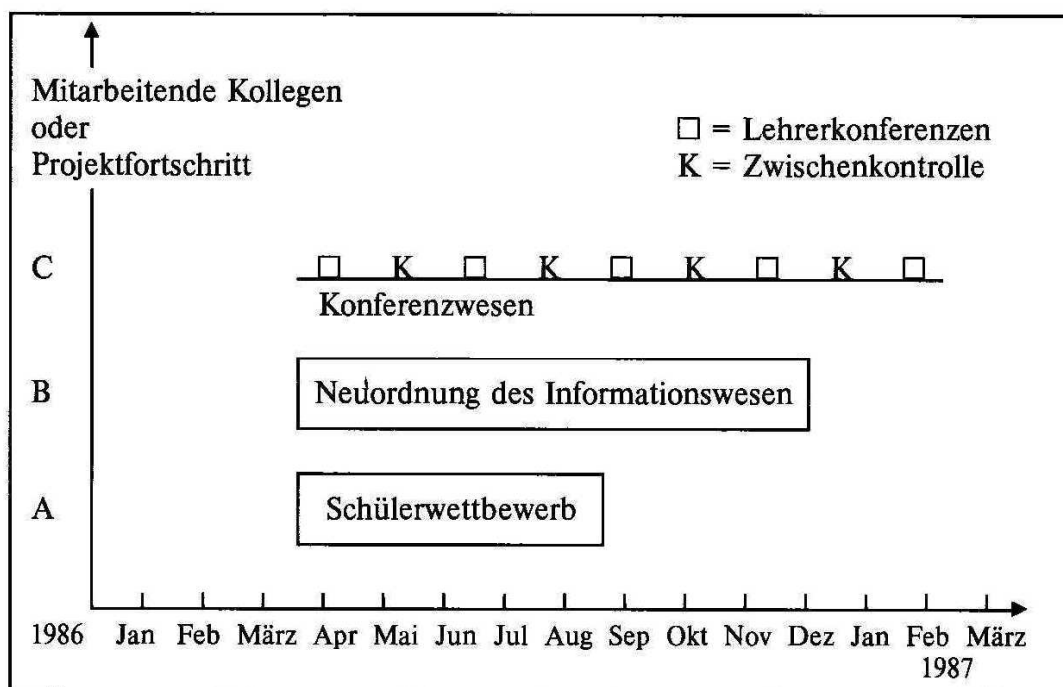 Mitarbeitende Kollegen
oder
Projektfortschritt
□ = Lehrerkonferenzen
K = Zwischenkontrolle
C □ K □ K □ K □ K □
Konferenzwesen
B Neuordnung des Informationswesen
A Schülerwettbewerb
1986 Jan Feb März Apr Mai Jun Jul Aug Sep Okt Nov Dez Jan Feb März
1987